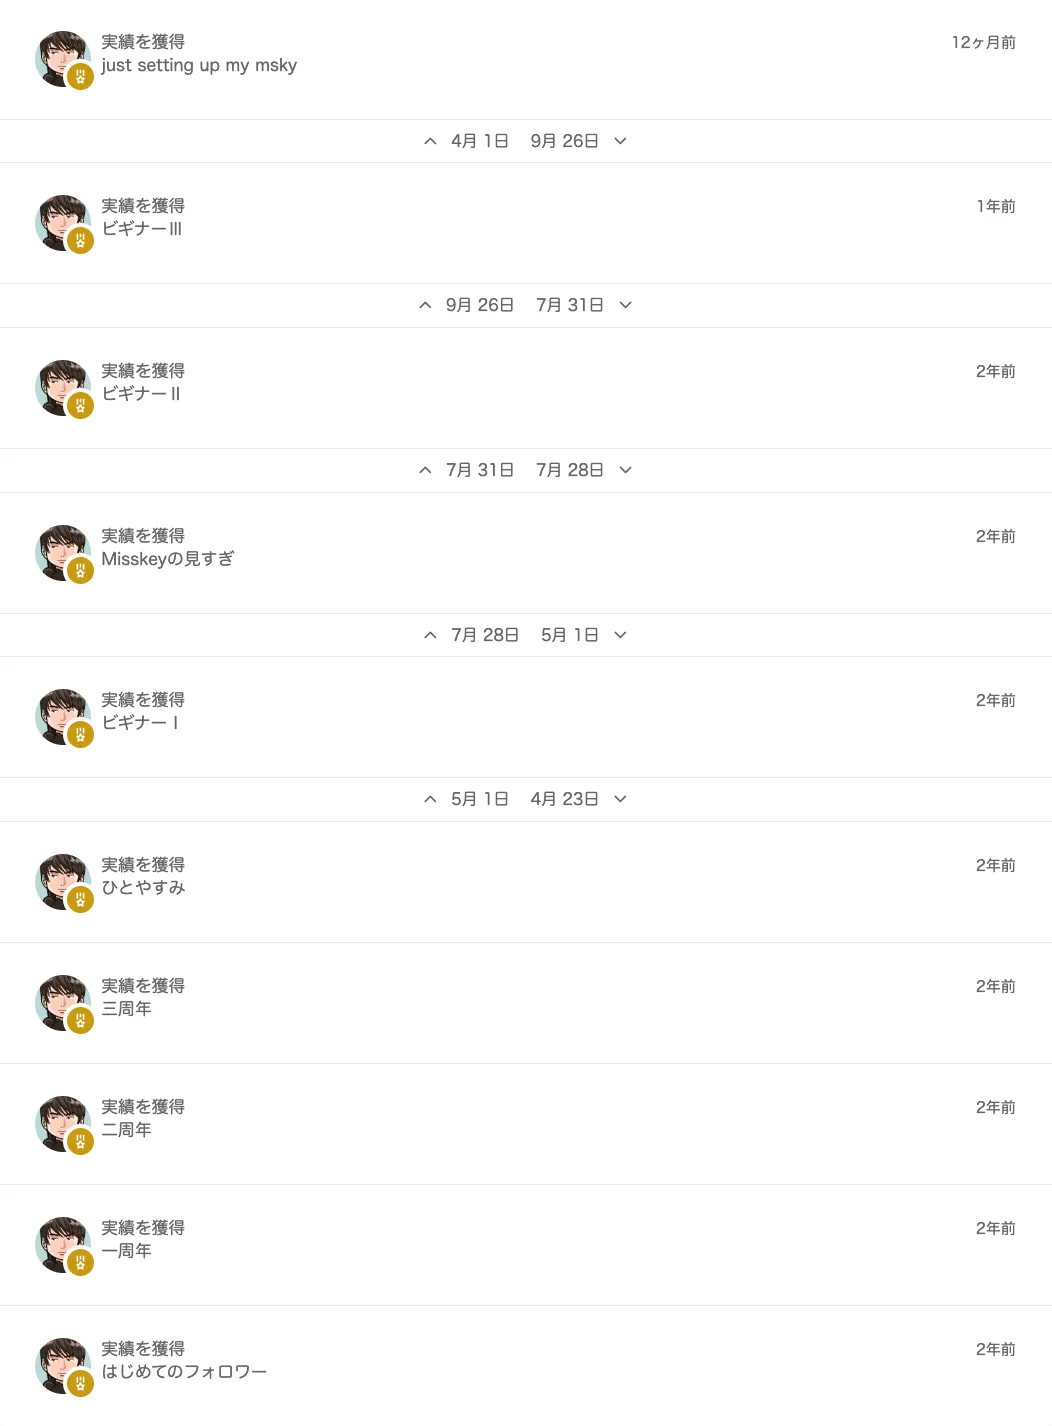 実績を獲得
12ヶ月前
just setting up my msky
4月 1日 9月 26日
実績を獲得
1年前
ビギナーⅢ
9月 26日 7月 31日
実績を獲得
2年前
ビギナーⅡ
7月 31日 7月 28日
実績を獲得
2年前
Misskeyの見すぎ
7月 28日 5月 1日
実績を獲得
2年前
ビギナーⅠ
5月 1日 4月 23日
実績を獲得
2年前
ひとやすみ
実績を獲得
2年前
三周年
実績を獲得
2年前
二周年
実績を獲得
2年前
一周年
実績を獲得
2年前
はじめてのフォロワー